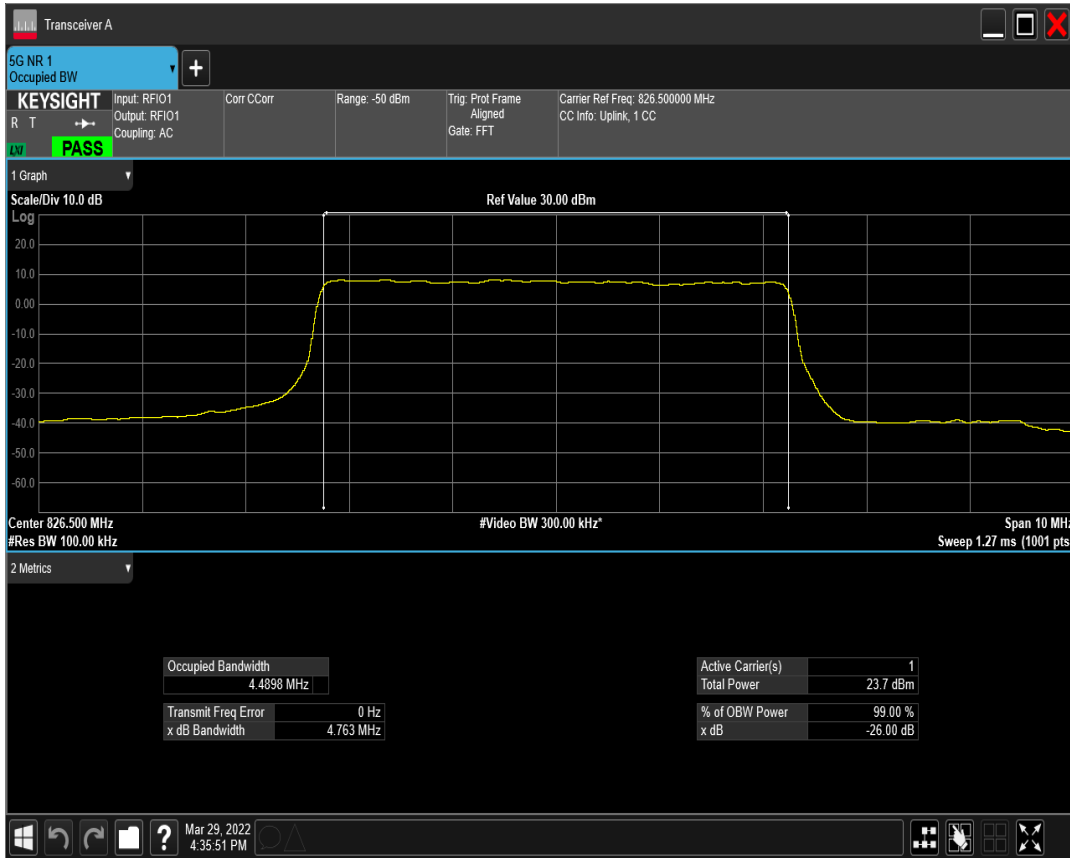 Transceiver A
5G NR 1
Occupied BW
+
KEYSIGHT
R T
LXI
PASS
Input: RFIO1
Output: RFIO1
Coupling: AC
Corr CCorr
Range: -50 dBm
Trig: Prot Frame
Aligned
Gate: FFT
Carrier Ref Freq: 826.500000 MHz
CC Info: Uplink, 1 CC
1 Graph
Scale/Div 10.0 dB
Ref Value 30.00 dBm
Log
20.0
10.0
0.00
-10.0
-20.0
-30.0
-40.0
-50.0
-60.0
Center 826.500 MHz
#Video BW 300.00 kHz*
Span 10 MHz
#Res BW 100.00 kHz
Sweep 1.27 ms (1001 pts
2 Metrics
Occupied Bandwidth
4.4898 MHz
Transmit Freq Error 0 Hz
x dB Bandwidth 4.763 MHz
Active Carrier(s) 1
Total Power 23.7 dBm
% of OBW Power 99.00 %
x dB -26.00 dB
?
Mar 29, 2022
4:35:51 PM